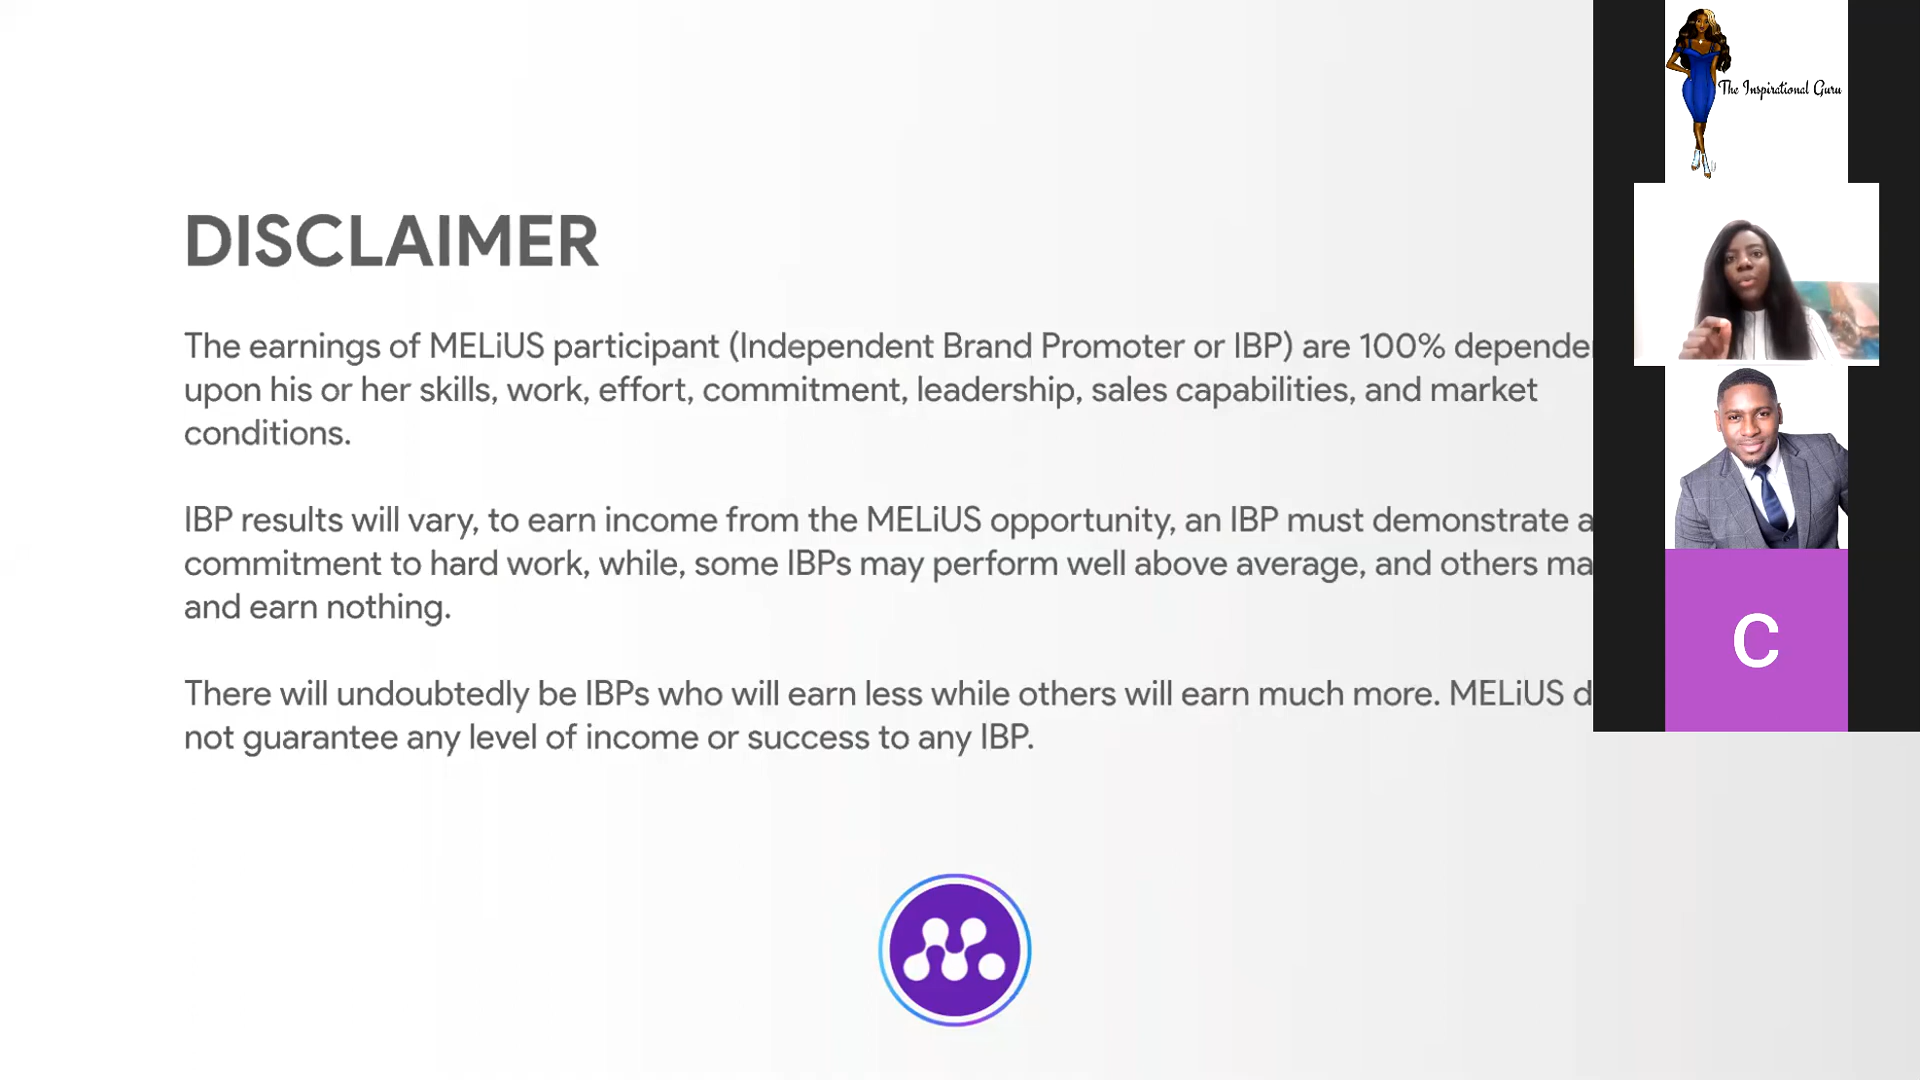 DISCLAIMER
The earnings of MELiUS participant (Independent Brand Promoter or IBP) are 100%
upon his or her skills, work, effort, commitment, leadership, sales capabilities, and market
conditions.
IBP results will vary, to earn income from the MELiUS opportunity, an IBP must demonstrate a
commitment to hard work, while, some IBPs may perform well above average, and others
and earn nothing.
There will undoubtedly be IBPs who will earn less while others will earn much more. MELiUS
not guarantee any level of income or success to any IBP.
The Inspirational Guru
C